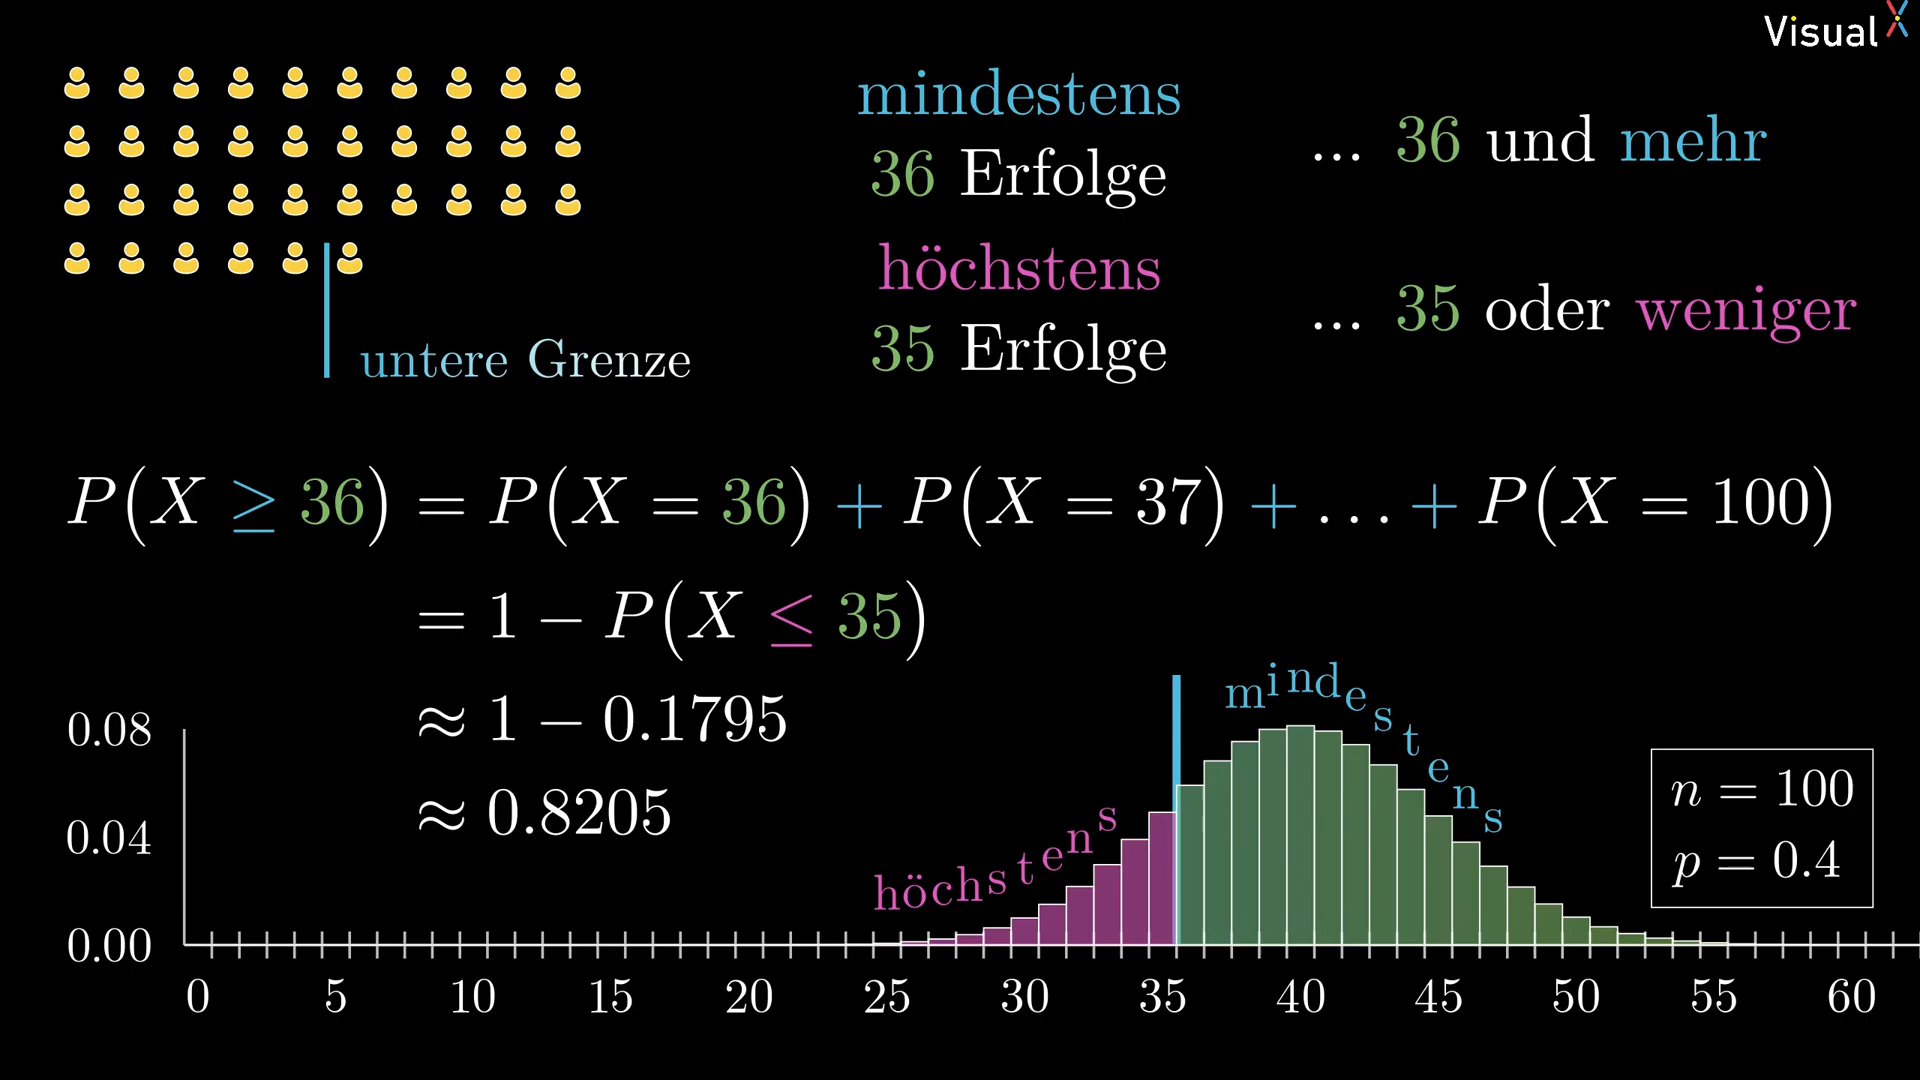 VisualX
mindestens
36 Erfolge
... 36 und mehr
höchstens
35 Erfolge
... 35 oder weniger
untere Grenze
P(X ≥ 36) = P(X = 36) + P(X = 37) + ... + P(X = 100)
= 1 − P(X ≤ 35)
≈ 1 − 0.1795
≈ 0.8205
mindestens
höchstens
n = 100
p = 0.4
0.08
0.04
0.00
0 5 10 15 20 25 30 35 40 45 50 55 60